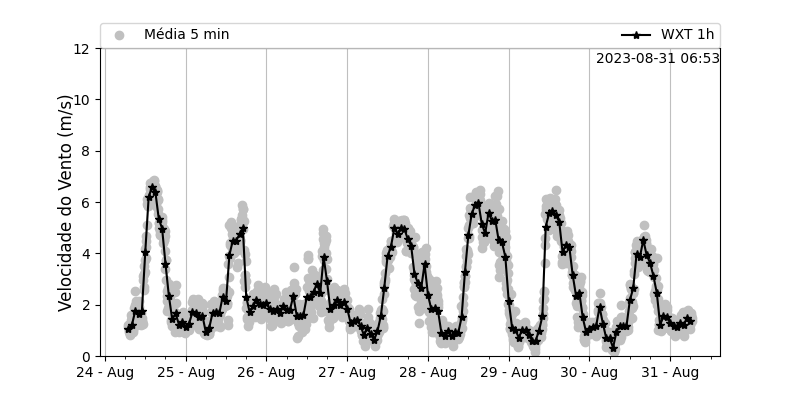 Média 5 min
WXT 1h
2023-08-31 06:53
Velocidade do Vento (m/s)
12
10
8
6
4
2
0
24 - Aug
25 - Aug
26 - Aug
27 - Aug
28 - Aug
29 - Aug
30 - Aug
31 - Aug